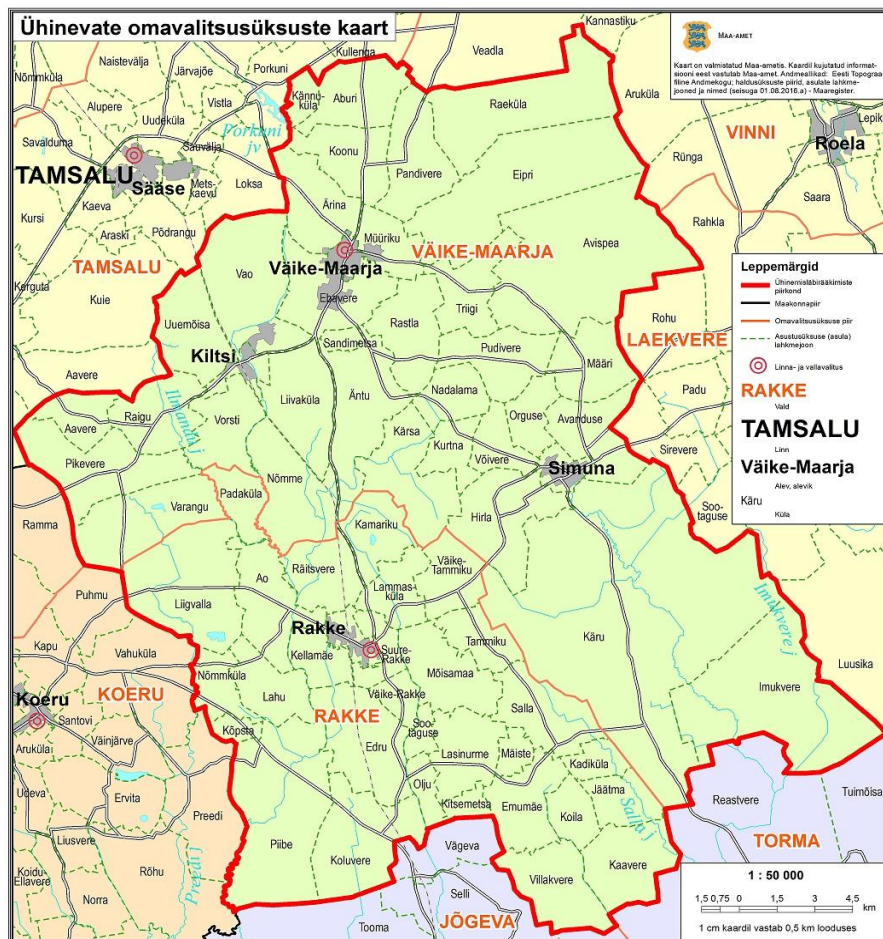 Ühinevate omavalitsusüksuste kaart
MAA-AMET
Kaart on valmistatud Maa-ametis. Kaardil kujutatud informat-
siooni eest vastutab Maa-amet. Andmeallikad: Eesti Topograa-
filine Andmekogu; haldusüksuste piirid, asulate lahkme-
jooned ja nimed (seisuga 01.08.2016.a) - Maaregister.
Kannastiku
Kullenga
Veadla
Naistevälja
Järvajõe
Porkuni
Nõmmküla
Vistla
Kännu-
küla
Aburi
Raeküla
Aruküla
Alupere
Uudeküla
Porkuni
jv
VINNI
Lepik
Savalduma
Sauvälja
Koonu
Roela
TAMSALU
Sääse
Mets-
kaevu
Loksa
Pandivere
Eipri
Rünga
Kaeva
Ärina
Saara
Kursi
Araski
Põdrangu
Müüriku
VÄIKE-MAARJA
Avispea
Rahkla
TAMSALU
Vao
Väike-Maarja
Kerguta
Kuie
Ebavere
Triigi
Rohu
Uuemõisa
Sandimetsa
Rastla
LAEKVERE
Kiltsi
Pudivere
Määri
Aavere
Ilmandu j
Liivaküla
Äntu
Nadalama
Padu
Raigu
Vorsti
Orguse
Avanduse
Aavere
Kärsa
Kurtna
Sirevere
Pikevere
Võivere
Simuna
Nõmme
Padaküla
Soo-
taguse
Varangu
Ramma
Kamariku
Hirla
Ao
Räitsvere
Väike-
Tammiku
Puhmu
Liigvalla
Lammas-
küla
Imukvere j
Rakke
Käru
Kapu
Vahuküla
Kellamäe
Suure-
Rakke
Tammiku
Luusika
Nõmmküla
Mõisamaa
KOERU
Imukvere
Koeru
Lahu
Väike-Rakke
Santovi
RAKKE
Salla
Köpsta
Soo-
taguse
Väinjärve
Aruküla
Edru
Lasinurme
Mäiste
Kadiküla
Olju
Jäätma
Udeva
Ervita
Preedi
Kitsemetsa
Emumäe
Reastvere
Tuimõisa
Koila
Sallu j
Liusvere
Piibe
Koluvere
Vägeva
TORMA
Koidu-
Ellavere
Rõhu
Preedi j
Kaavere
Villakvere
Norra
Selli
Tooma
JÕGEVA
Leppemärgid
Ühinemisläbirääkimiste
piirkond
Maakonnapiir
Omavalitsusüksuse piir
Asustusüksuse (asula)
lahkmejoon
Linna- ja vallavalitus
RAKKE
Vald
TAMSALU
Linn
Väike-Maarja
Alev, alevik
Käru
Küla
1 : 50 000
1,5 0,75 0 1,5 3 4,5
km
1 cm kaardil vastab 0,5 km looduses